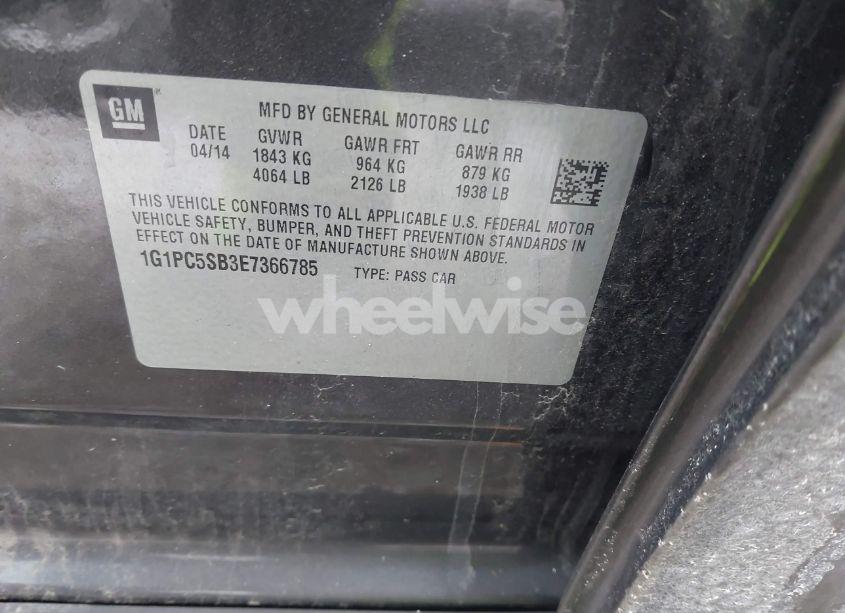 GM
MFD BY GENERAL MOTORS LLC
DATE GVWR GAWR FRT GAWR RR
04/14 1843 KG 964 KG 879 KG
4064 LB 2126 LB 1938 LB
THIS VEHICLE CONFORMS TO ALL APPLICABLE U.S. FEDERAL MOTOR
VEHICLE SAFETY, BUMPER, AND THEFT PREVENTION STANDARDS IN
EFFECT ON THE DATE OF MANUFACTURE SHOWN ABOVE.
1G1PC5SB3E7366785 TYPE: PASS CAR
wheelwise